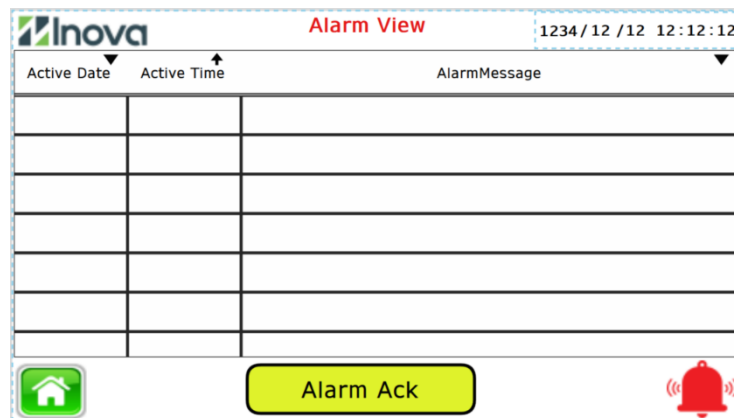 Inova
Alarm View
1234/12/12 12:12:12
Active Date Active Time AlarmMessage
Alarm Ack